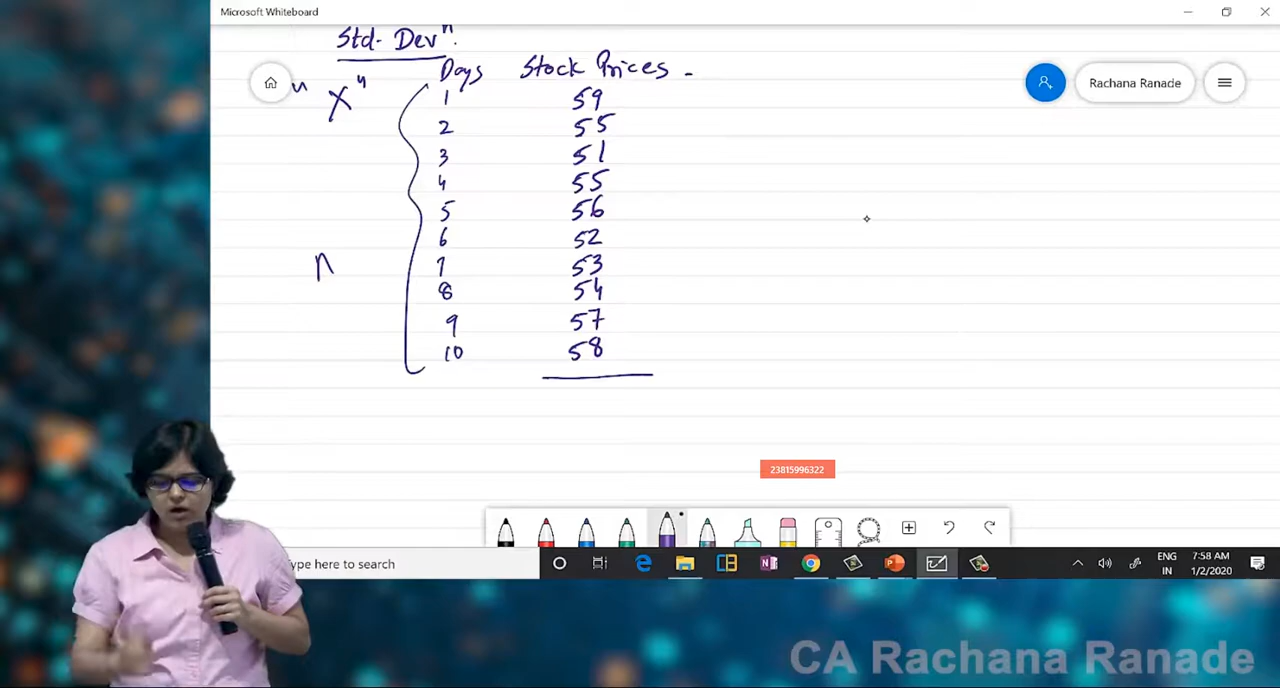 Microsoft Whiteboard
Std. Devⁿ.
Days Stock Prices -
" X "
Rachana Ranade
1 59
2 55
3 51
4 55
5 56
6 52
n
7 53
8 54
9 57
10 58
23815996322
ype here to search
ENG
IN
7:58 AM
1/2/2020
CA Rachana Ranade